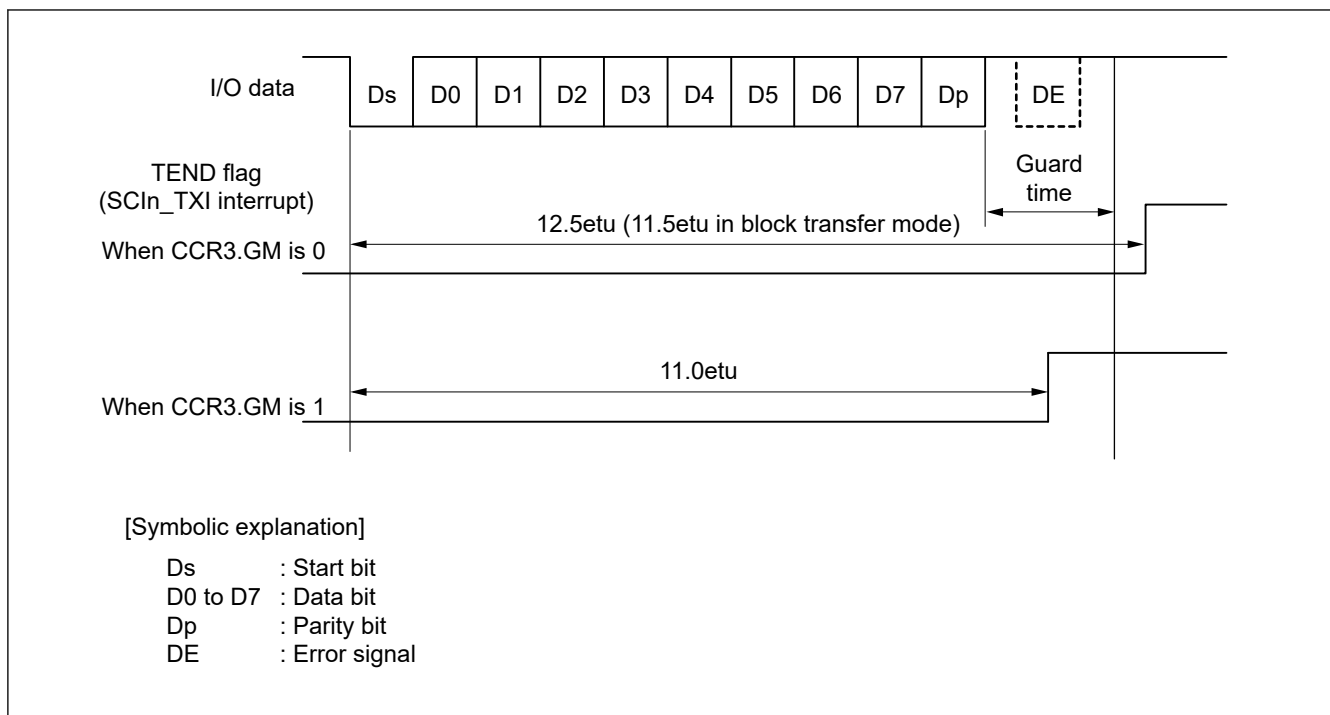 I/O data
Ds D0 D1 D2 D3 D4 D5 D6 D7 Dp DE
TEND flag
(SCIn_TXI interrupt)
Guard
time
12.5etu (11.5etu in block transfer mode)
When CCR3.GM is 0
11.0etu
When CCR3.GM is 1
[Symbolic explanation]
Ds : Start bit
D0 to D7 : Data bit
Dp : Parity bit
DE : Error signal